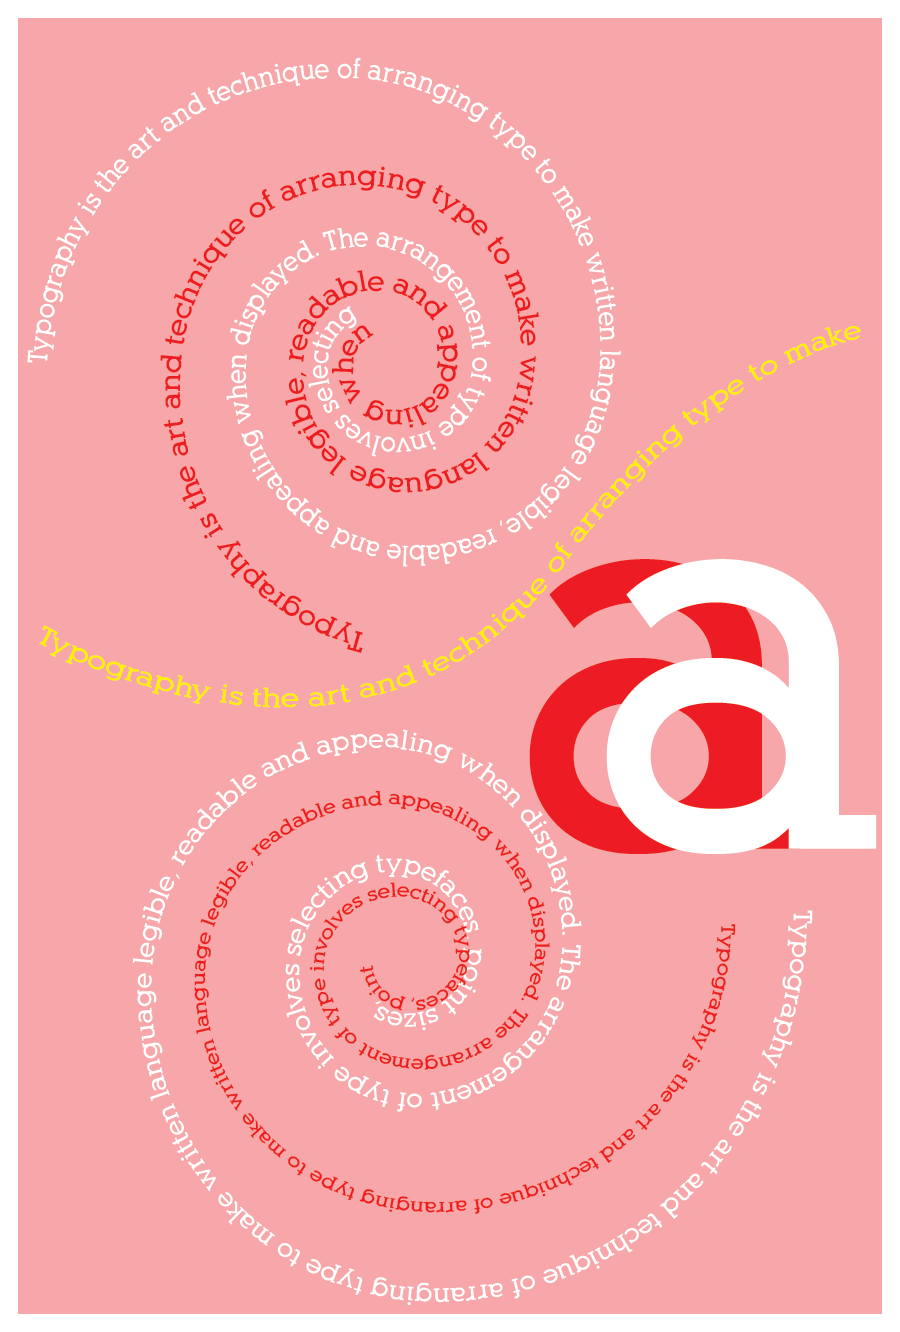 Typography is the art and technique of arranging type to make written language legible, readable and appealing when displayed. The arrangement of type involves selecting
Typography is the art and technique of arranging type to make written language legible, readable and appealing when
Typography is the art and technique of arranging type to make
a
a
Typography is the art and technique of arranging type to make written language legible, readable and appealing when displayed. The arrangement of type involves selecting typefaces, point sizes,
Typography is the art and technique of arranging type to make written language legible, readable and appealing when displayed. The arrangement of type involves selecting typefaces, point